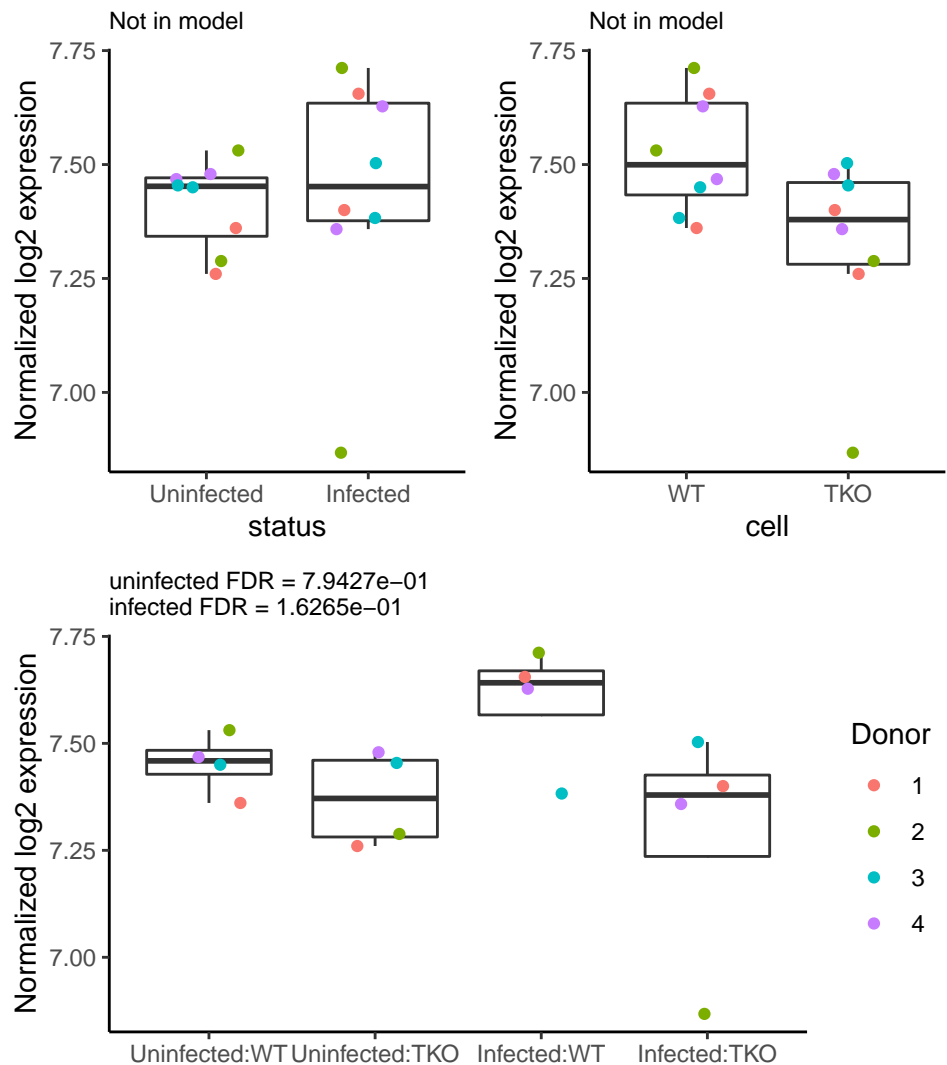 Not in model
Normalized log2 expression
7.75
7.50
7.25
7.00
Uninfected
Infected
status
Not in model
Normalized log2 expression
7.75
7.50
7.25
7.00
WT
TKO
cell
uninfected FDR = 7.9427e−01
infected FDR = 1.6265e−01
Normalized log2 expression
7.75
7.50
7.25
7.00
Uninfected:WT
Uninfected:TKO
Infected:WT
Infected:TKO
Donor
1
2
3
4